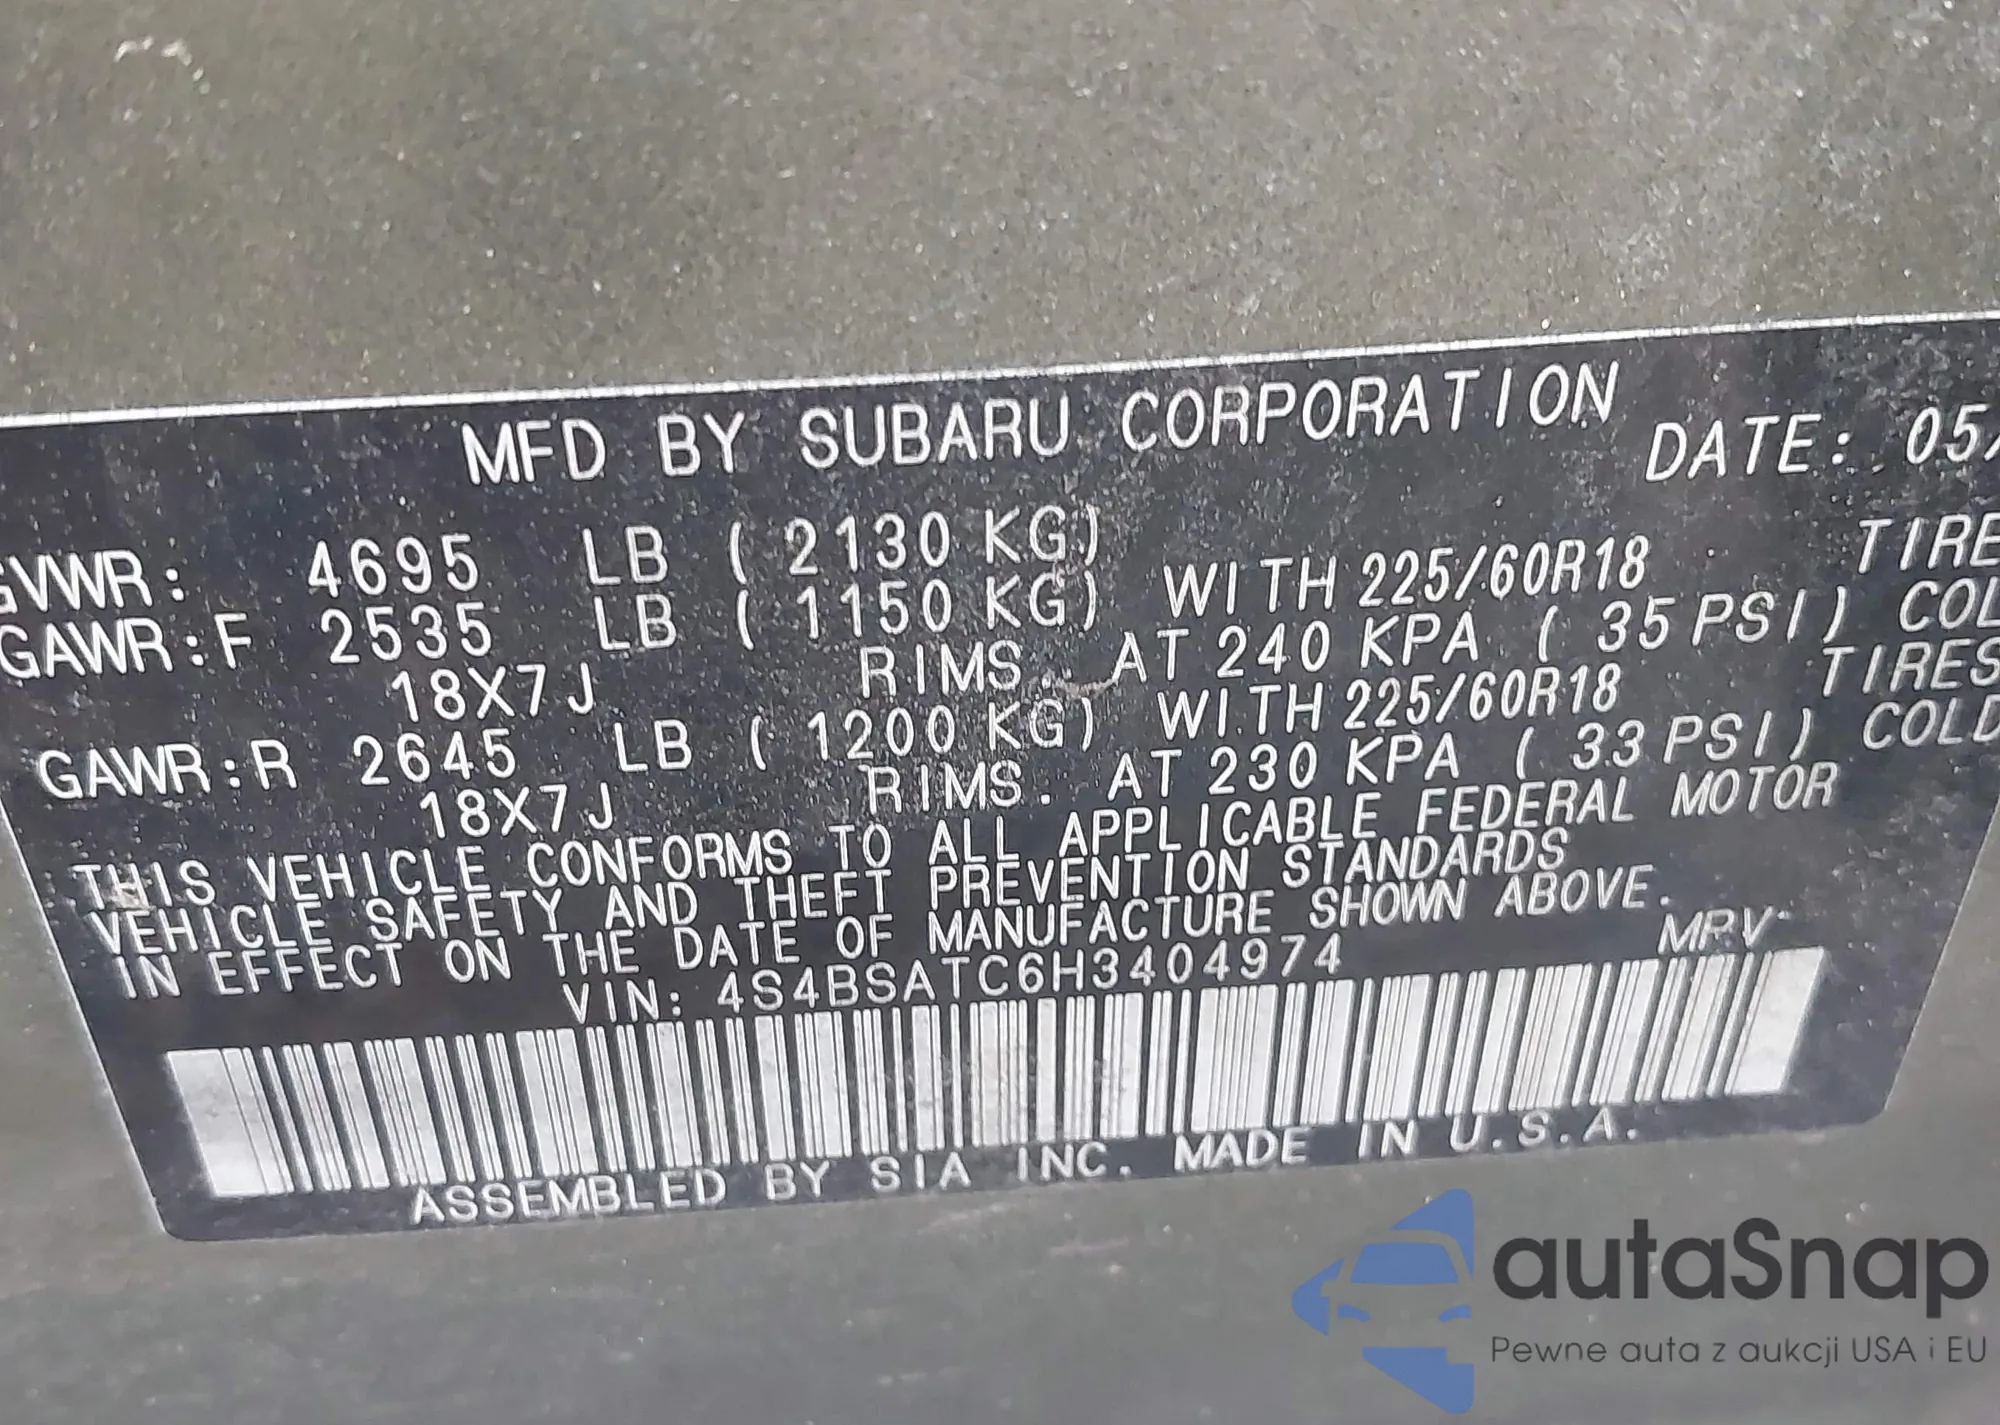 MFD BY SUBARU CORPORATION
DATE: 05/
GVWR: 4695 LB ( 2130 KG)
GAWR:F 2535 LB ( 1150 KG) WITH 225/60R18 TIRE
18X7J RIMS. AT 240 KPA ( 35 PSI) COL
GAWR:R 2645 LB ( 1200 KG) WITH 225/60R18 TIRES
18X7J RIMS. AT 230 KPA ( 33 PSI) COLD
THIS VEHICLE CONFORMS TO ALL APPLICABLE FEDERAL MOTOR
VEHICLE SAFETY AND THEFT PREVENTION STANDARDS
IN EFFECT ON THE DATE OF MANUFACTURE SHOWN ABOVE.
VIN: 4S4BSATC6H3404974 MPV
ASSEMBLED BY SIA INC. MADE IN U.S.A.
autaSnap
Pewne auta z aukcji USA i EU